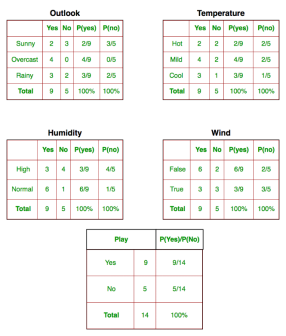 Outlook
Yes No P(yes) P(no)
Sunny 2 3 2/9 3/5
Overcast 4 0 4/9 0/5
Rainy 3 2 3/9 2/5
Total 9 5 100% 100%
Temperature
Yes No P(yes) P(no)
Hot 2 2 2/9 2/5
Mild 4 2 4/9 2/5
Cool 3 1 3/9 1/5
Total 9 5 100% 100%
Humidity
Yes No P(yes) P(no)
High 3 4 3/9 4/5
Normal 6 1 6/9 1/5
Total 9 5 100% 100%
Wind
Yes No P(yes) P(no)
False 6 2 6/9 2/5
True 3 3 3/9 3/5
Total 9 5 100% 100%
Play P(Yes)/P(No)
Yes 9 9/14
No 5 5/14
Total 14 100%